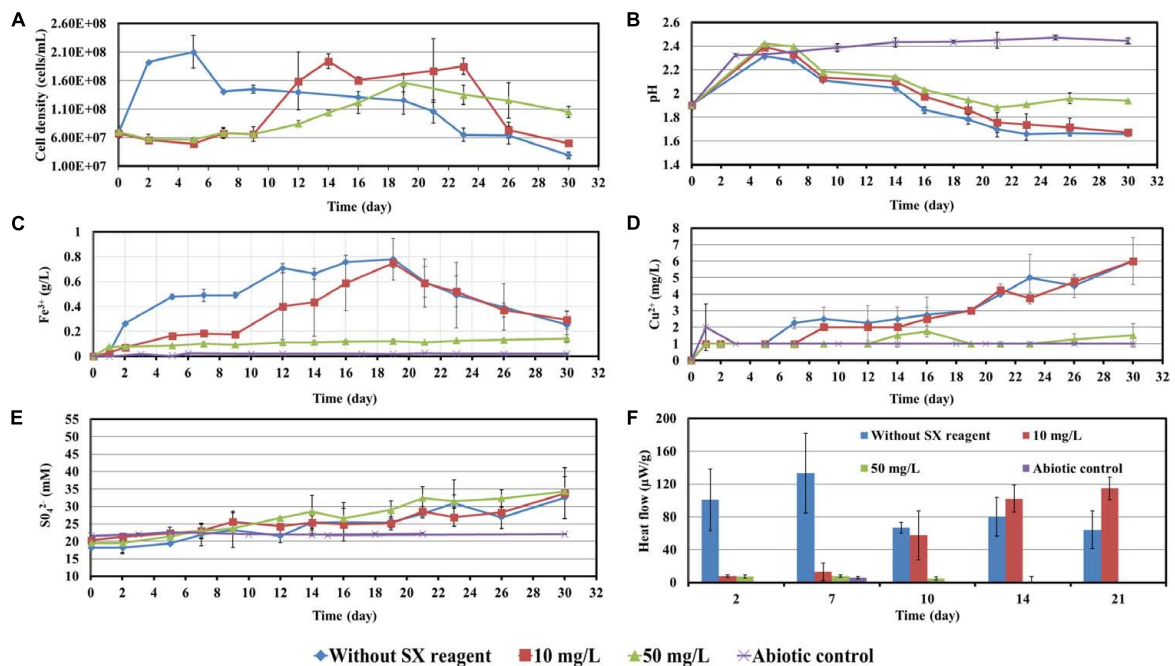 A
Cell density (cells/mL)
2.60E+08
2.10E+08
1.60E+08
1.10E+08
6.00E+07
1.00E+07
0 2 4 6 8 10 12 14 16 18 20 22 24 26 28 30 32
Time (day)
B
pH
2.6
2.4
2.2
2
1.8
1.6
1.4
0 2 4 6 8 10 12 14 16 18 20 22 24 26 28 30 32
Time (day)
C
Fe³⁺ (g/L)
1
0.8
0.6
0.4
0.2
0
0 2 4 6 8 10 12 14 16 18 20 22 24 26 28 30 32
Time (day)
D
Cu²⁺ (mg/L)
8
7
6
5
4
3
2
1
0
0 2 4 6 8 10 12 14 16 18 20 22 24 26 28 30 32
Time (day)
E
S0₄²⁻ (mM)
55
50
45
40
35
30
25
20
15
10
0 2 4 6 8 10 12 14 16 18 20 22 24 26 28 30 32
Time (day)
F
Heat flow (µW/g)
200
160
120
80
40
0
Without SX reagent 10 mg/L
50 mg/L Abiotic control
2 7 10 14 21
Time (day)
Without SX reagent 10 mg/L 50 mg/L Abiotic control